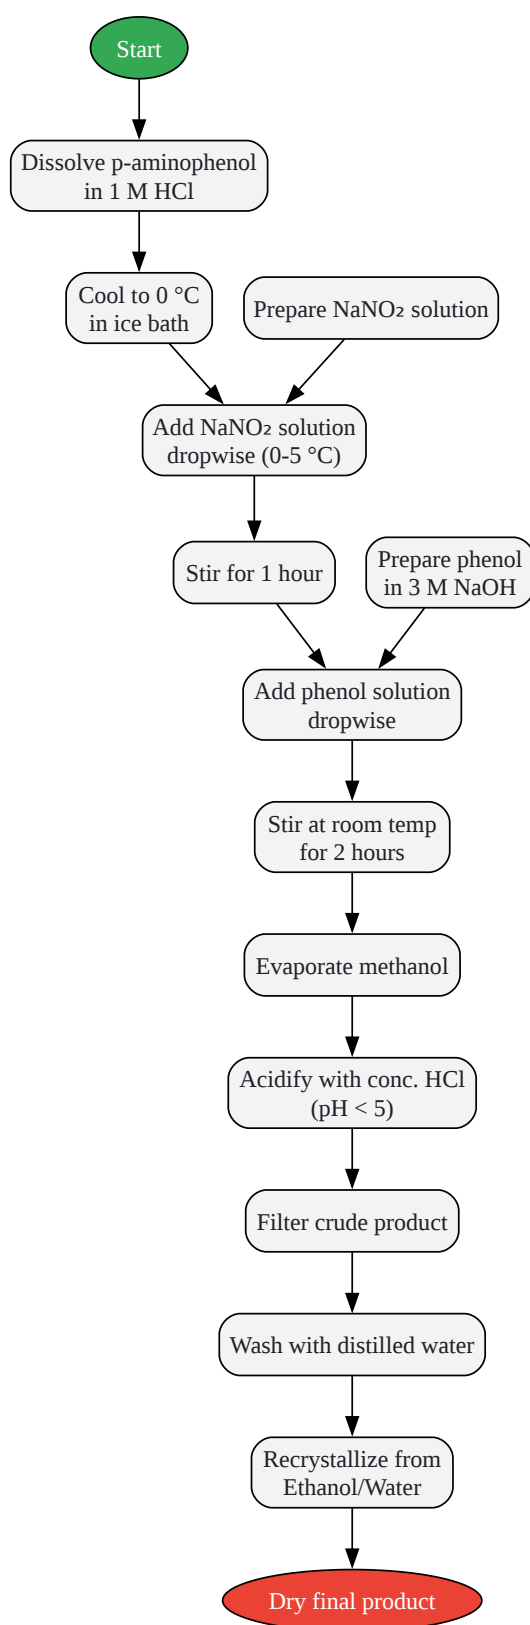 Start
Dissolve p-aminophenol
in 1 M HCl
Cool to 0 °C
in ice bath
Prepare NaNO₂ solution
Add NaNO₂ solution
dropwise (0-5 °C)
Stir for 1 hour
Prepare phenol
in 3 M NaOH
Add phenol solution
dropwise
Stir at room temp
for 2 hours
Evaporate methanol
Acidify with conc. HCl
(pH < 5)
Filter crude product
Wash with distilled water
Recrystallize from
Ethanol/Water
Dry final product